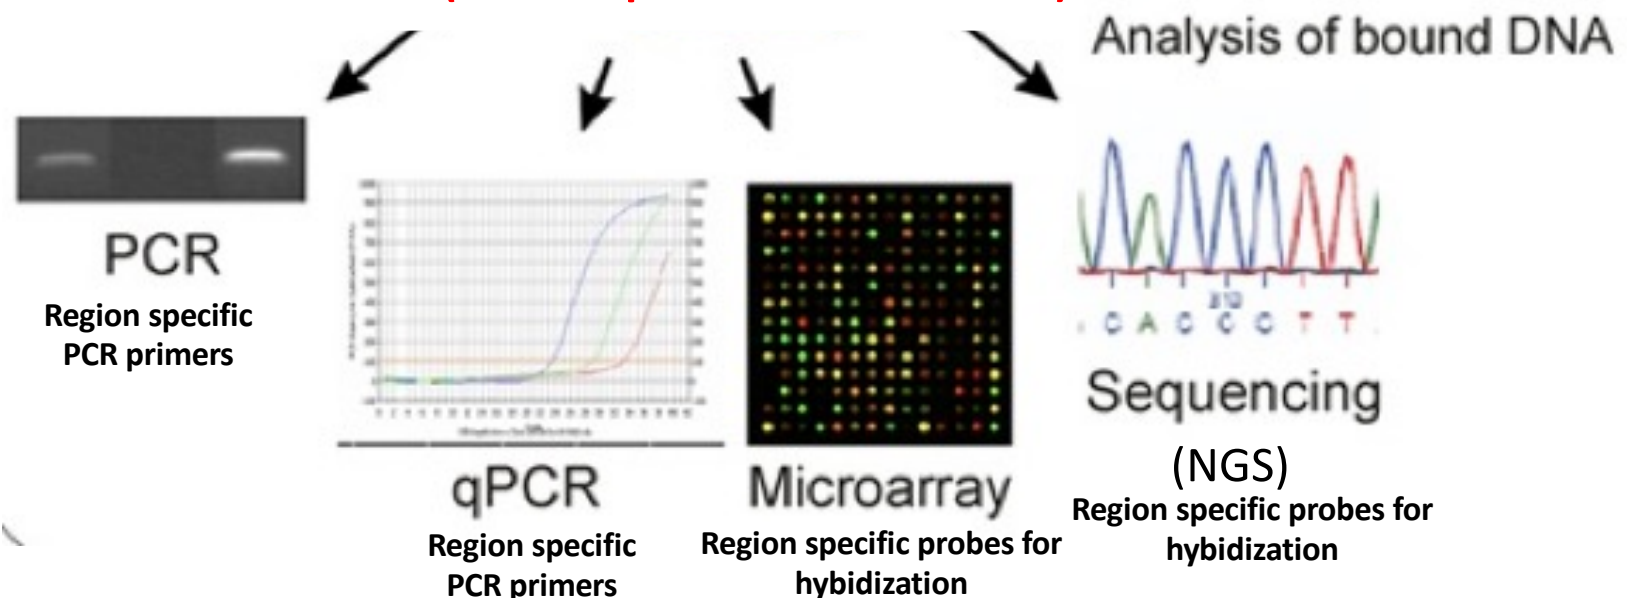 Analysis of bound DNA
PCR
Region specific
PCR primers
qPCR
Region specific
PCR primers
Microarray
Region specific probes for
hybidization
C A C C C T T
Sequencing
(NGS)
Region specific probes for
hybidization